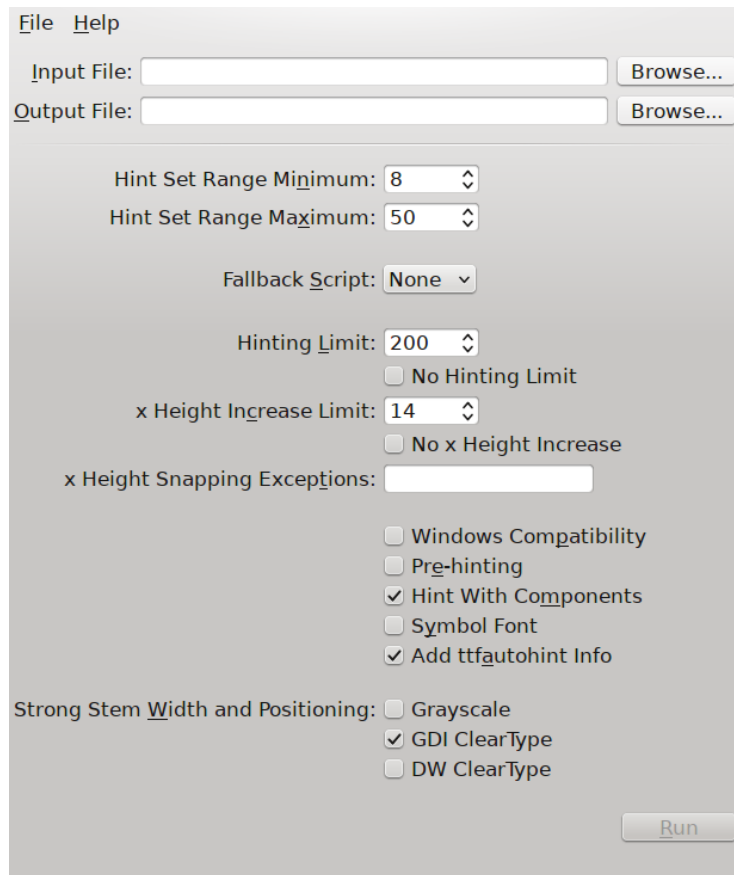 File Help
Input File: Browse...
Output File: Browse...
Hint Set Range Minimum: 8
Hint Set Range Maximum: 50
Fallback Script: None
Hinting Limit: 200
No Hinting Limit
x Height Increase Limit: 14
No x Height Increase
x Height Snapping Exceptions:
Windows Compatibility
Pre-hinting
Hint With Components
Symbol Font
Add ttfautohint Info
Strong Stem Width and Positioning: Grayscale
GDI ClearType
DW ClearType
Run